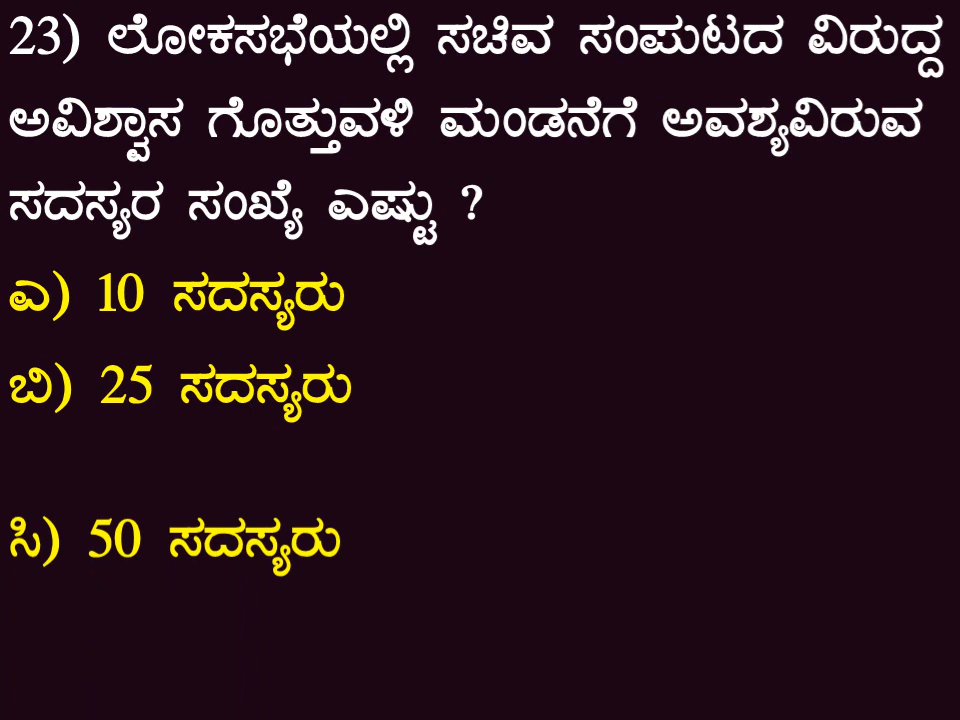 23) ಲೋಕಸಭೆಯಲ್ಲಿ ಸಚಿವ ಸಂಪುಟದ ವಿರುದ್ದ
ಅವಿಶ್ವಾಸ ಗೊತ್ತುವಳಿ ಮಂಡನೆಗೆ ಅವಶ್ಯವಿರುವ
ಸದಸ್ಯರ ಸಂಖ್ಯೆ ಎಷ್ಟು ?
ಎ) 10 ಸದಸ್ಯರು
ಬಿ) 25 ಸದಸ್ಯರು
ಸಿ) 50 ಸದಸ್ಯರು